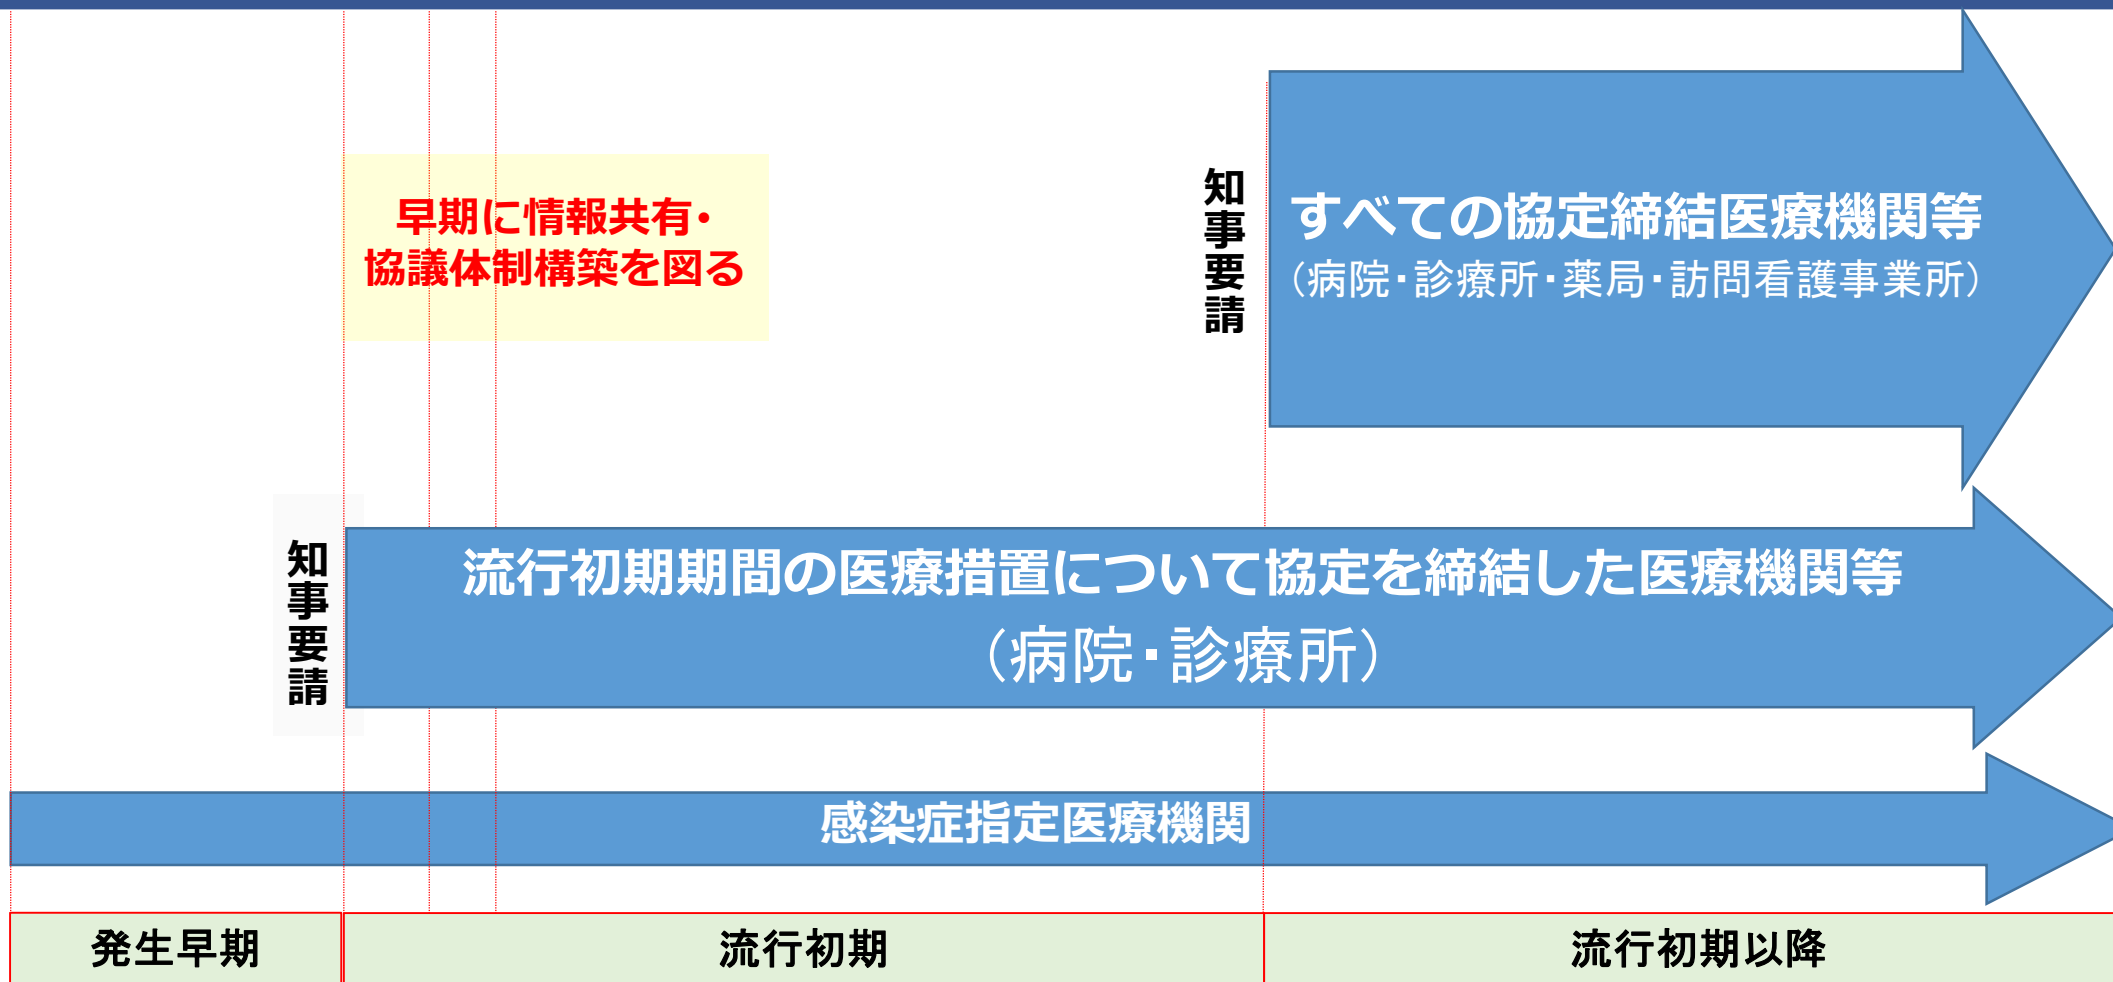 早期に情報共有・
協議体制構築を図る
知事要請
すべての協定締結医療機関等
（病院・診療所・薬局・訪問看護事業所）
知事要請
流行初期期間の医療措置について協定を締結した医療機関等
（病院・診療所）
感染症指定医療機関
発生早期
流行初期
流行初期以降